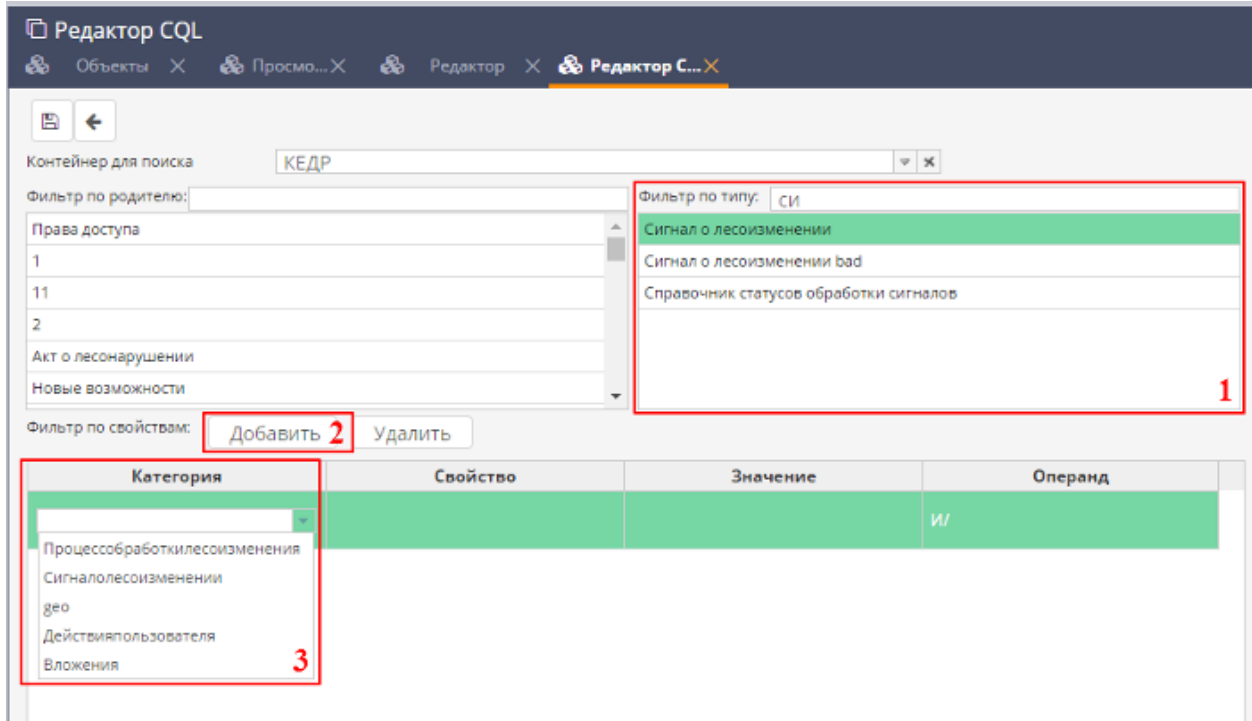 Редактор CQL
Объекты Просмо... Редактор Редактор С...
Контейнер для поиска КЕДР
Фильтр по родителю:
Права доступа
1
11
2
Акт о лесонарушении
Новые возможности
Фильтр по типу: си
Сигнал о лесоизменении
Сигнал о лесоизменении bad
Справочник статусов обработки сигналов
1
Фильтр по свойствам: Добавить 2 Удалить
Категория Свойство Значение Операнд
И/
Процессобработкилесоизменения
Сигналолесоизменении
geo
Действияпользователя
Вложения
3